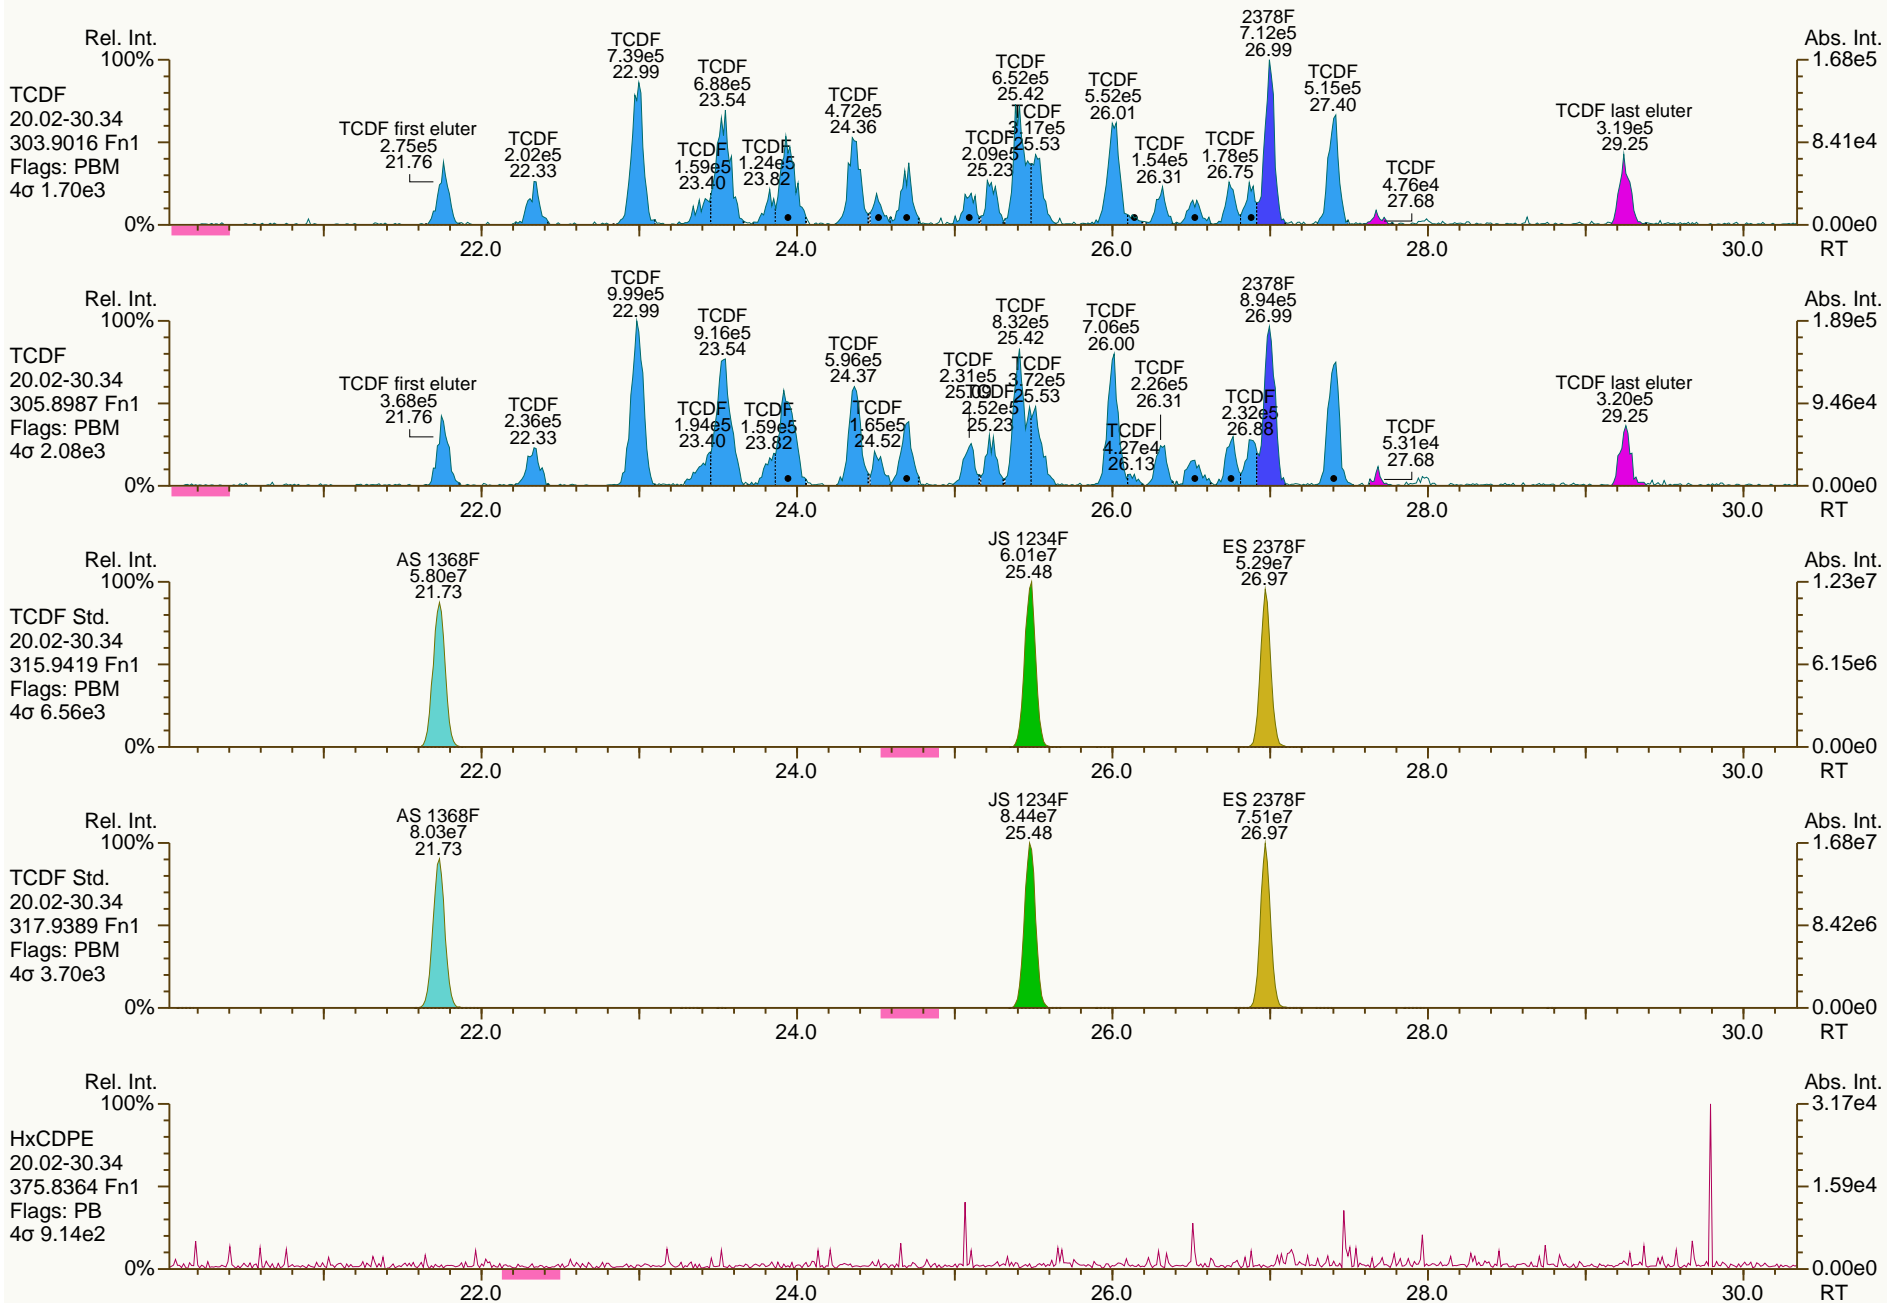 Rel. Int.
100%
0%
TCDF
20.02-30.34
303.9016 Fn1
Flags: PBM
4σ 1.70e3
TCDF first eluter
2.75e5
21.76
TCDF
2.02e5
22.33
TCDF
7.39e5
22.99
TCDF
1.59e5
23.40
TCDF
6.88e5
23.54
TCDF
1.24e5
23.82
TCDF
4.72e5
24.36
TCDF
2.09e5
25.23
TCDF
6.52e5
25.42
TCDF
3.17e5
25.53
TCDF
5.52e5
26.01
TCDF
1.54e5
26.31
TCDF
1.78e5
26.75
2378F
7.12e5
26.99
TCDF
5.15e5
27.40
TCDF
4.76e4
27.68
TCDF last eluter
3.19e5
29.25
Abs. Int.
1.68e5
8.41e4
0.00e0
22.0 24.0 26.0 28.0 30.0 RT
Rel. Int.
100%
0%
TCDF
20.02-30.34
305.8987 Fn1
Flags: PBM
4σ 2.08e3
TCDF first eluter
3.68e5
21.76
TCDF
2.36e5
22.33
TCDF
9.99e5
22.99
TCDF
1.94e5
23.40
TCDF
9.16e5
23.54
TCDF
1.59e5
23.82
TCDF
5.96e5
24.37
TCDF
1.65e5
24.52
TCDF
2.31e5
25.09
TCDF
2.52e5
25.23
TCDF
8.32e5
25.42
TCDF
3.72e5
25.53
TCDF
7.06e5
26.00
TCDF
4.27e4
26.13
TCDF
2.26e5
26.31
TCDF
2.32e5
26.88
2378F
8.94e5
26.99
TCDF
5.31e4
27.68
TCDF last eluter
3.20e5
29.25
Abs. Int.
1.89e5
9.46e4
0.00e0
22.0 24.0 26.0 28.0 30.0 RT
Rel. Int.
100%
0%
TCDF Std.
20.02-30.34
315.9419 Fn1
Flags: PBM
4σ 6.56e3
AS 1368F
5.80e7
21.73
JS 1234F
6.01e7
25.48
ES 2378F
5.29e7
26.97
Abs. Int.
1.23e7
6.15e6
0.00e0
22.0 24.0 26.0 28.0 30.0 RT
Rel. Int.
100%
0%
TCDF Std.
20.02-30.34
317.9389 Fn1
Flags: PBM
4σ 3.70e3
AS 1368F
8.03e7
21.73
JS 1234F
8.44e7
25.48
ES 2378F
7.51e7
26.97
Abs. Int.
1.68e7
8.42e6
0.00e0
22.0 24.0 26.0 28.0 30.0 RT
Rel. Int.
100%
0%
HxCDPE
20.02-30.34
375.8364 Fn1
Flags: PB
4σ 9.14e2
Abs. Int.
3.17e4
1.59e4
0.00e0
22.0 24.0 26.0 28.0 30.0 RT